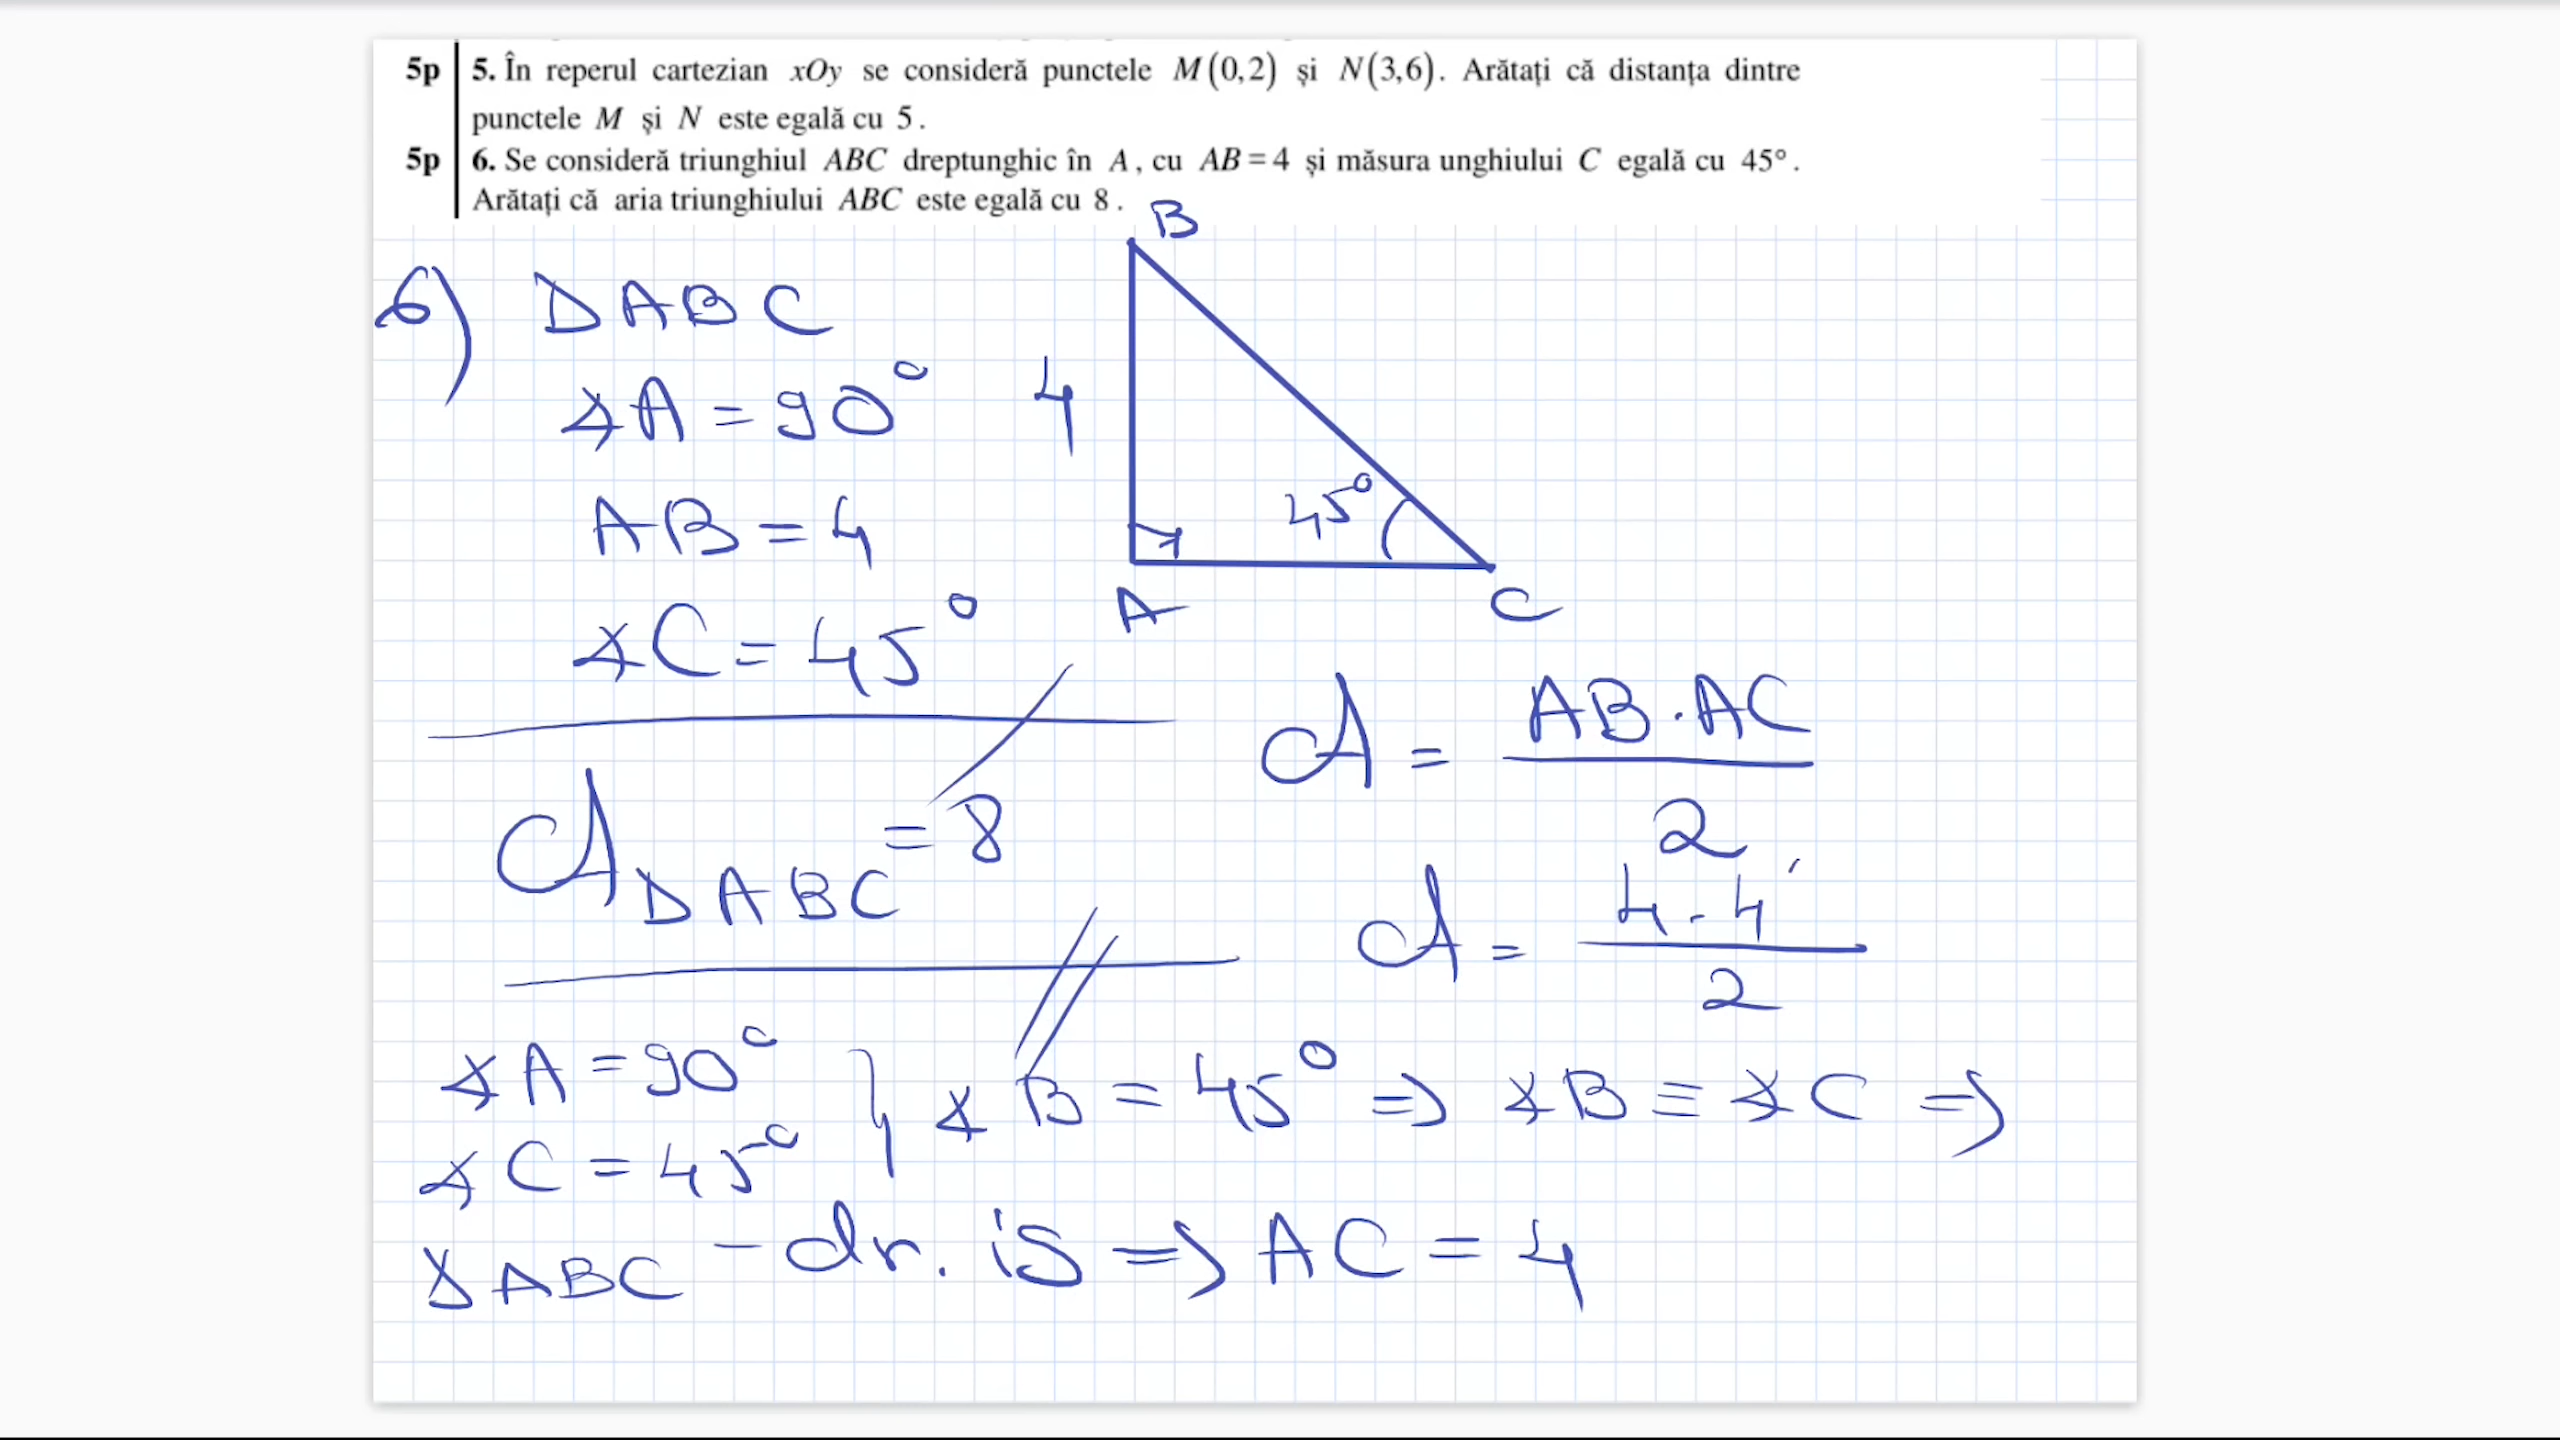 5p 5. În reperul cartezian xOy se consideră punctele M(0,2) și N(3,6). Arătați că distanța dintre
punctele M și N este egală cu 5.
5p 6. Se consideră triunghiul ABC dreptunghic în A, cu AB = 4 și măsura unghiului C egală cu 45°.
Arătați că aria triunghiului ABC este egală cu 8.
B
6) ΔABC
∢A = 90°
4
AB = 4
45°
A
C
∢C = 45°
A = AB·AC / 2
A ΔABC = 8
A = 4·4 / 2
∢A = 90°
∢C = 45° } ∢B = 45° ⇒ ∢B ≡ ∢C ⇒
ΔABC - dr. is ⇒ AC = 4